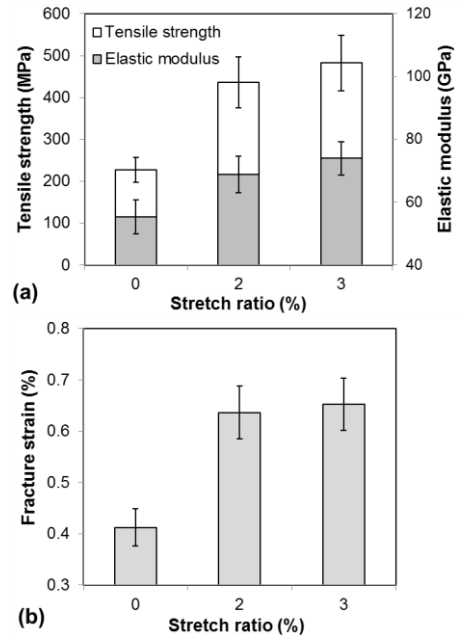 600
500
400
300
200
100
0
Tensile strength (MPa)
Tensile strength
Elastic modulus
120
100
80
60
40
Elastic modulus (GPa)
0 2 3
Stretch ratio (%)
(a)
0.8
0.7
0.6
0.5
0.4
0.3
Fracture strain (%)
0 2 3
Stretch ratio (%)
(b)